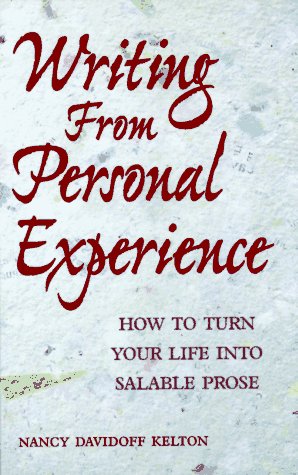 Writing
From
Personal
Experience
HOW TO TURN
YOUR LIFE INTO
SALABLE PROSE
NANCY DAVIDOFF KELTON